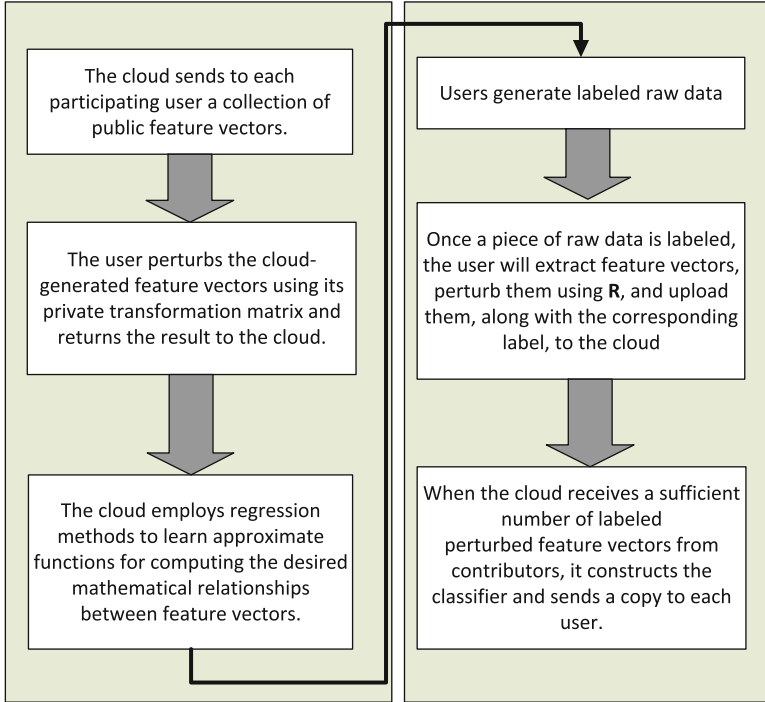 The cloud sends to each
participating user a collection of
public feature vectors.
The user perturbs the cloud-
generated feature vectors using its
private transformation matrix and
returns the result to the cloud.
The cloud employs regression
methods to learn approximate
functions for computing the desired
mathematical relationships
between feature vectors.
Users generate labeled raw data
Once a piece of raw data is labeled,
the user will extract feature vectors,
perturb them using R, and upload
them, along with the corresponding
label, to the cloud
When the cloud receives a sufficient
number of labeled
perturbed feature vectors from
contributors, it constructs the
classifier and sends a copy to each
user.